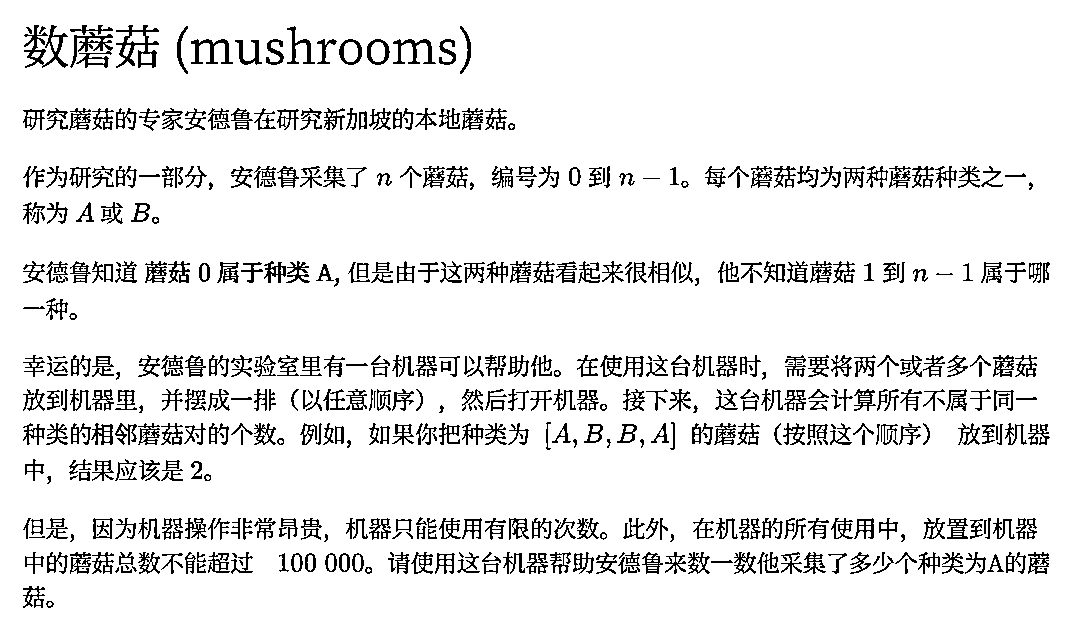 数蘑菇 (mushrooms)
研究蘑菇的专家安德鲁在研究新加坡的本地蘑菇。
作为研究的一部分，安德鲁采集了 n 个蘑菇，编号为 0 到 n − 1。每个蘑菇均为两种蘑菇种类之一，
称为 A 或 B。
安德鲁知道 蘑菇 0 属于种类 A, 但是由于这两种蘑菇看起来很相似，他不知道蘑菇 1 到 n − 1 属于哪
一种。
幸运的是，安德鲁的实验室里有一台机器可以帮助他。在使用这台机器时，需要将两个或者多个蘑菇
放到机器里，并摆成一排（以任意顺序），然后打开机器。接下来，这台机器会计算所有不属于同一
种类的相邻蘑菇对的个数。例如，如果你把种类为 [A, B, B, A] 的蘑菇（按照这个顺序） 放到机器
中，结果应该是 2。
但是，因为机器操作非常昂贵，机器只能使用有限的次数。此外，在机器的所有使用中，放置到机器
中的蘑菇总数不能超过 100 000。请使用这台机器帮助安德鲁来数一数他采集了多少个种类为A的蘑
菇。